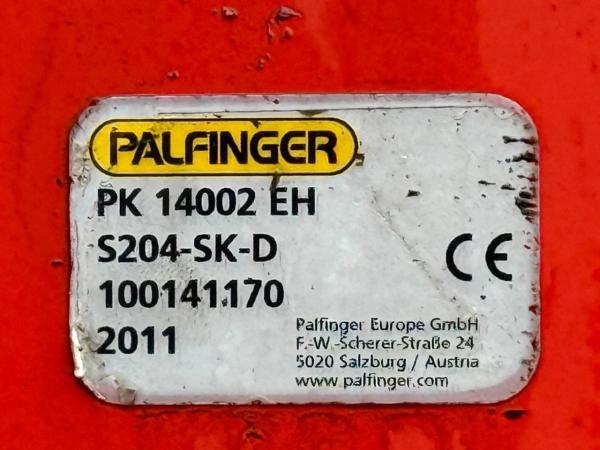 PALFINGER
PK 14002 EH
S204-SK-D
100141170
2011
CE
Palfinger Europe GmbH
F.-W.-Scherer-Straße 24
5020 Salzburg / Austria
www.palfinger.com